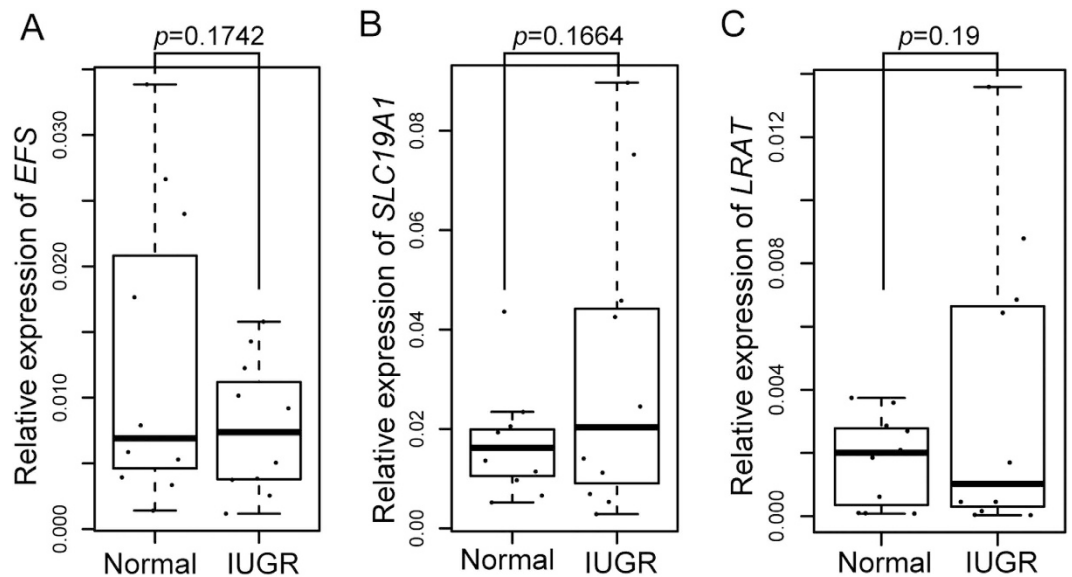 A
p=0.1742
Relative expression of EFS
0.030
0.020
0.010
0.000
Normal
IUGR
B
p=0.1664
Relative expression of SLC19A1
0.08
0.06
0.04
0.02
0.00
Normal
IUGR
C
p=0.19
Relative expression of LRAT
0.012
0.008
0.004
0.000
Normal
IUGR